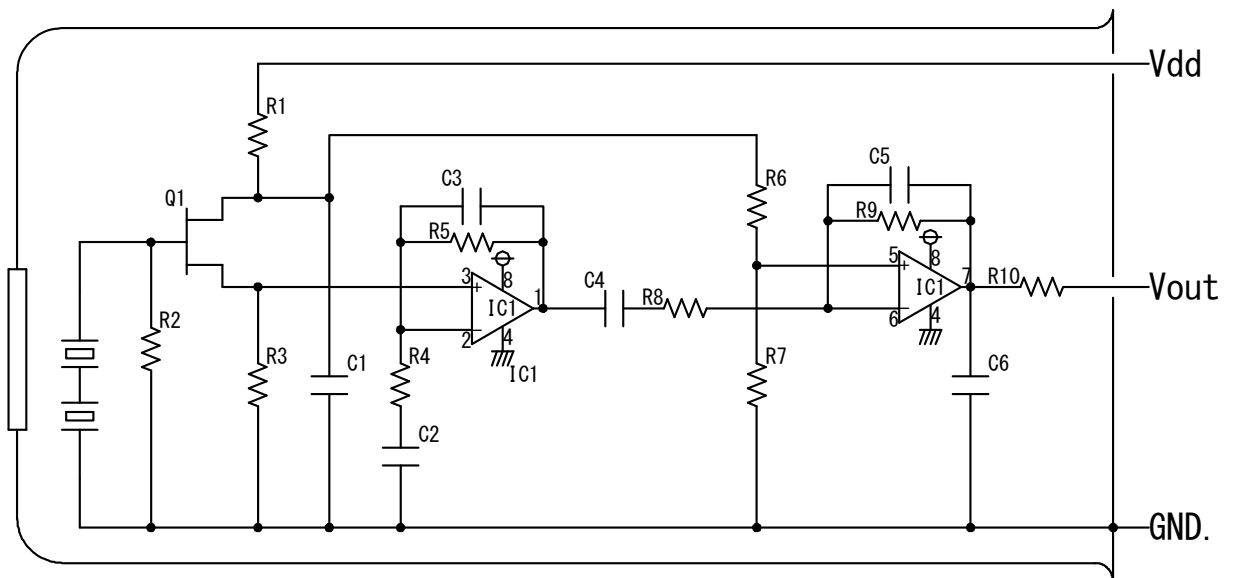 Vdd
R1
C5
R6
C3
Q1
R9
R5
8
5
+
8
3
+
IC1
7
R10
Vout
C4
IC1
1
R8
−
6
4
R2
−
2
4
R3
C1
R4
IC1
R7
C6
C2
GND.